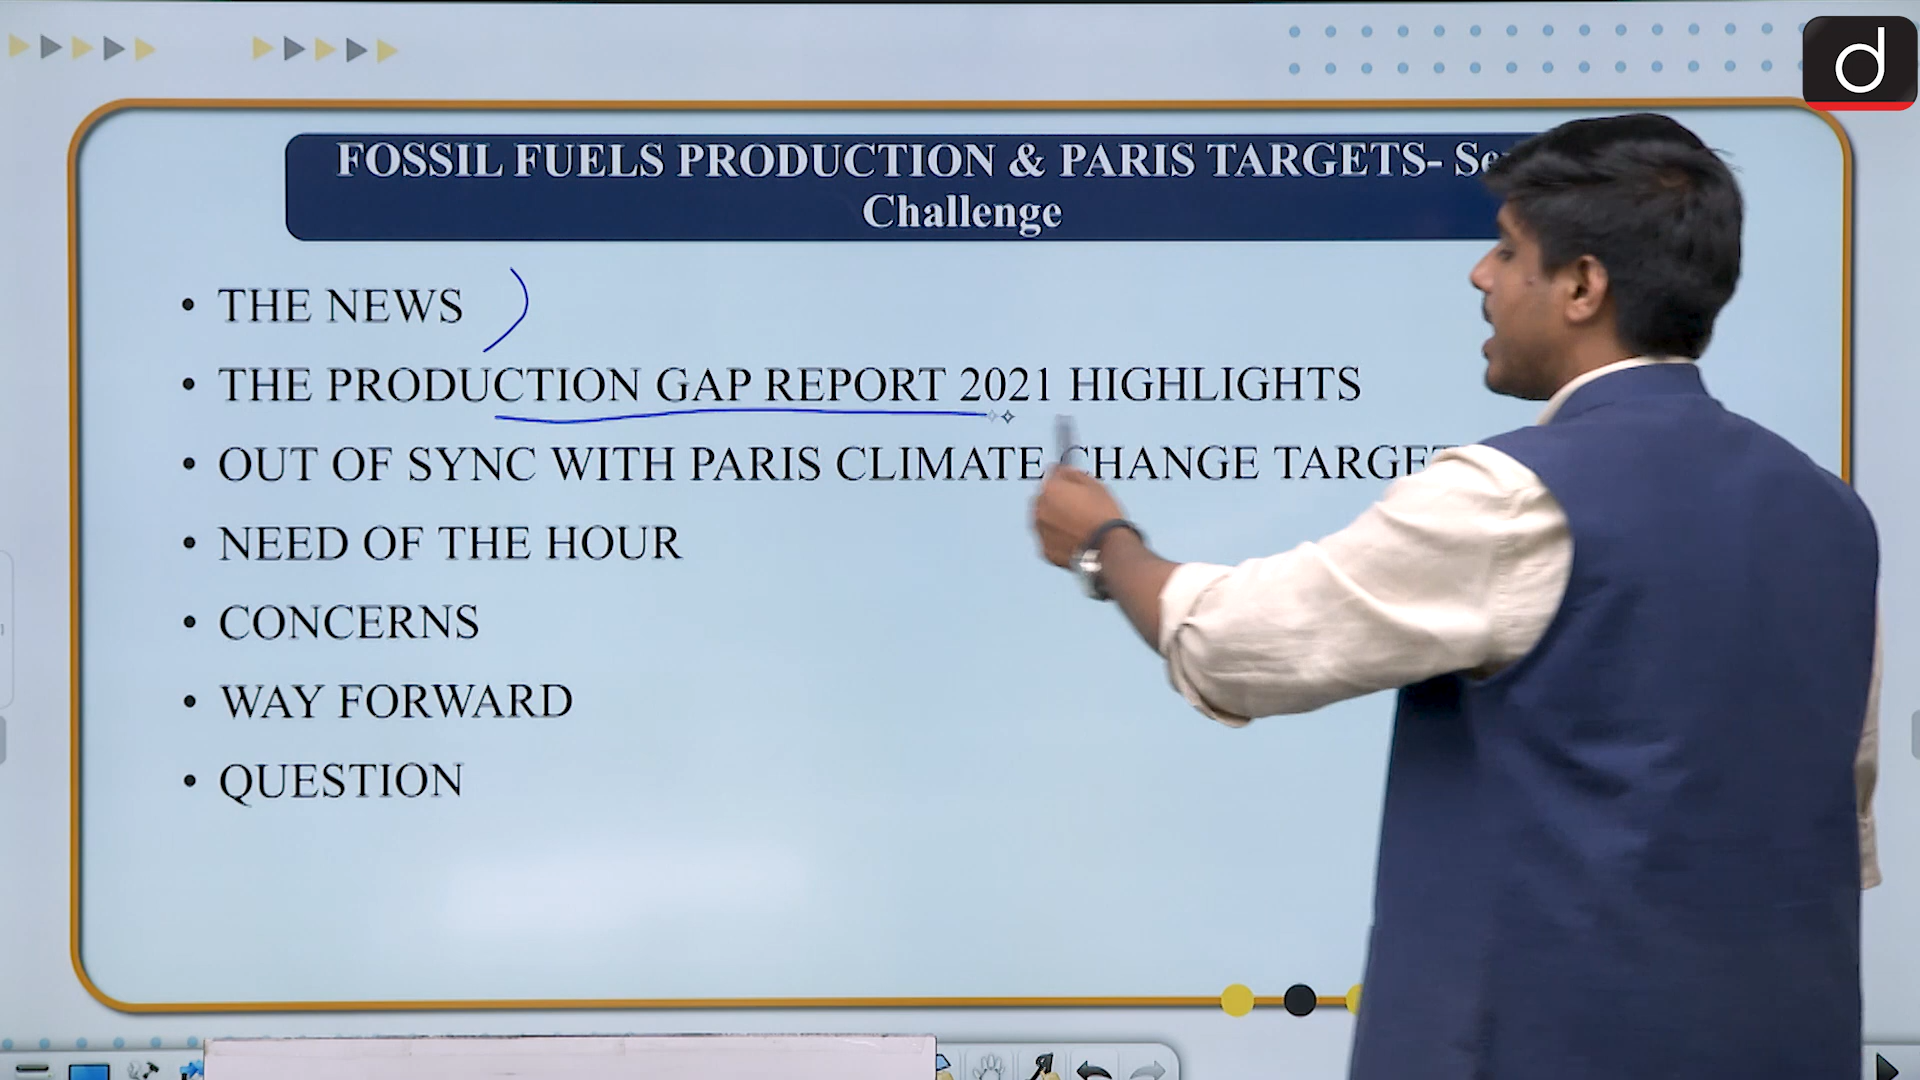 d
FOSSIL FUELS PRODUCTION & PARIS TARGETS-
Challenge
• THE NEWS
• THE PRODUCTION GAP REPORT 2021 HIGHLIGHTS
• OUT OF SYNC WITH PARIS CLIMATE CHANGE
• NEED OF THE HOUR
• CONCERNS
• WAY FORWARD
• QUESTION